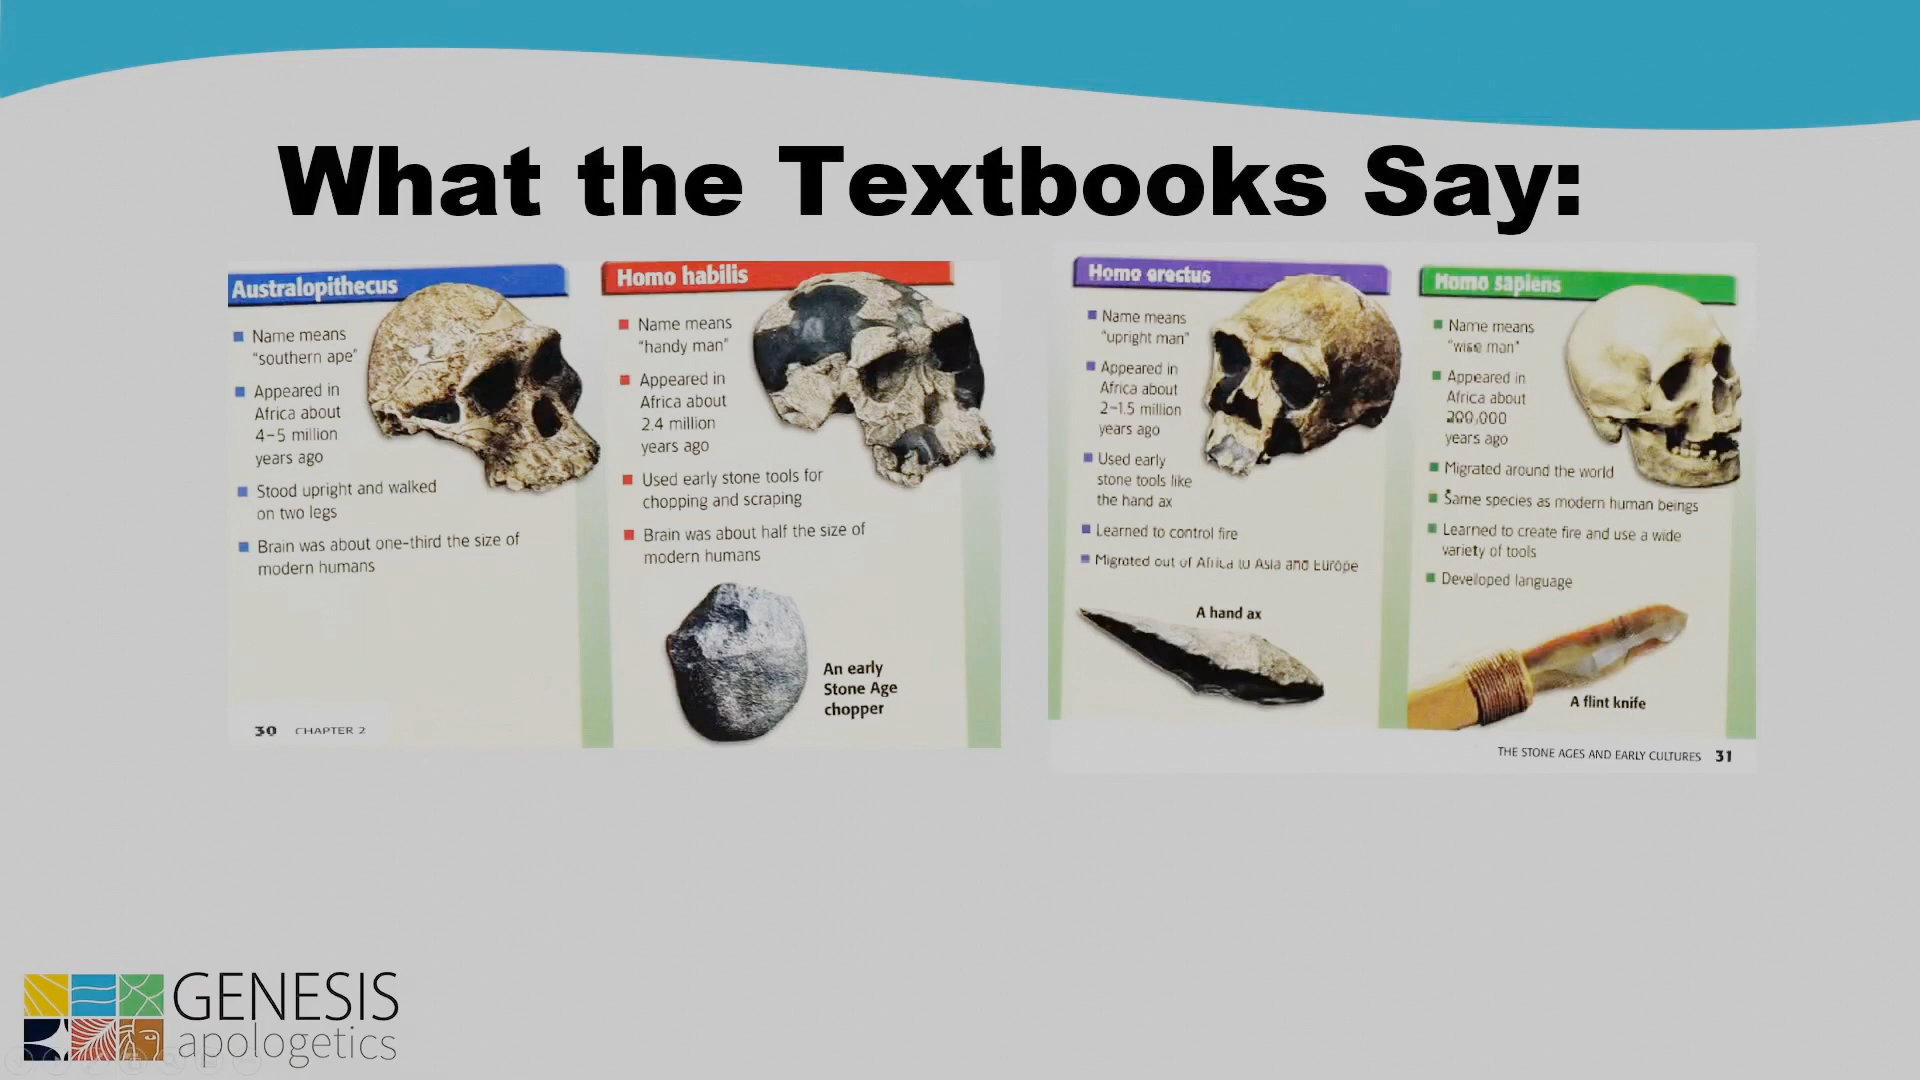 What the Textbooks Say:
Australopithecus
Name means
"southern ape"
Appeared in
Africa about
4–5 million
years ago
Stood upright and walked
on two legs
Brain was about one-third the size of
modern humans
30 CHAPTER 2
Homo habilis
Name means
"handy man"
Appeared in
Africa about
2.4 million
years ago
Used early stone tools for
chopping and scraping
Brain was about half the size of
modern humans
An early
Stone Age
chopper
Homo erectus
Name means
"upright man"
Appeared in
Africa about
2–1.5 million
years ago
Used early
stone tools like
the hand ax
Learned to control fire
Migrated out of Africa to Asia and Europe
A hand ax
Homo sapiens
Name means
"wise man"
Appeared in
Africa about
200,000
years ago
Migrated around the world
Same species as modern human beings
Learned to create fire and use a wide
variety of tools
Developed language
A flint knife
THE STONE AGES AND EARLY CULTURES 31
GENESIS
apologetics